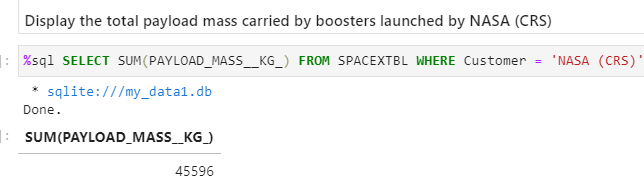 Display the total payload mass carried by boosters launched by NASA (CRS)
]: %sql SELECT SUM(PAYLOAD_MASS__KG_) FROM SPACEXTBL WHERE Customer = 'NASA (CRS)'
* sqlite:///my_data1.db
Done.
]: SUM(PAYLOAD_MASS__KG_)
45596